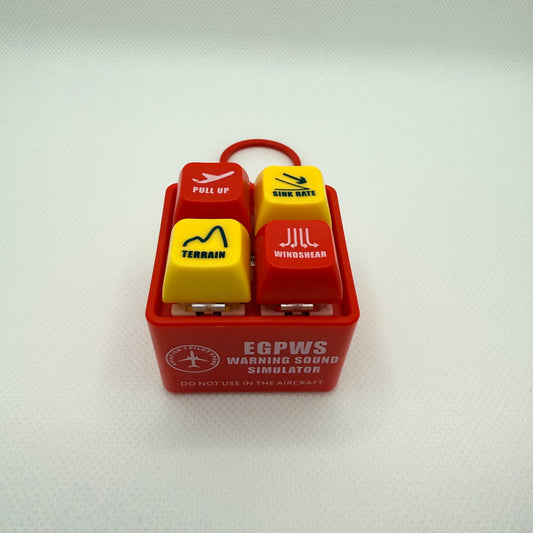 PULL UP
SINK RATE
TERRAIN
WINDSHEAR
EGPWS
WARNING SOUND
SIMULATOR
DO NOT USE IN THE AIRCRAFT